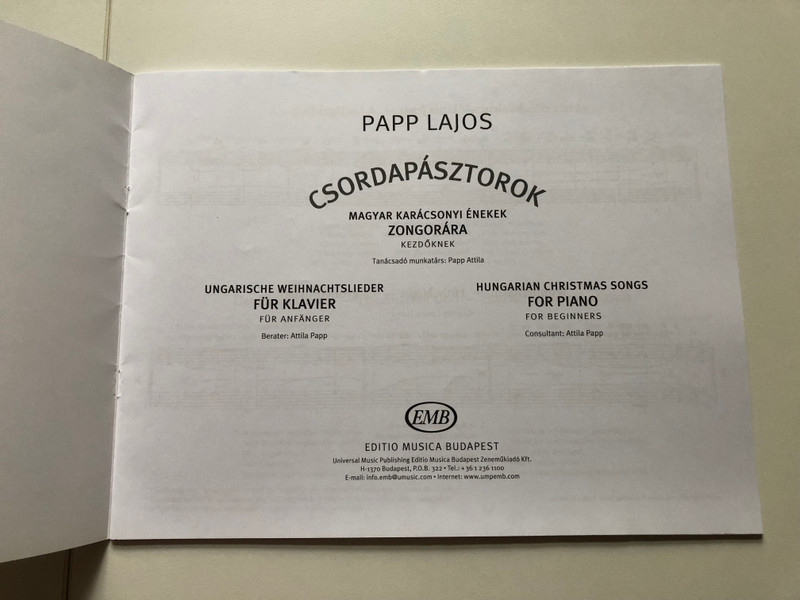 PAPP LAJOS
CSORDAPÁSZTOROK
MAGYAR KARÁCSONYI ÉNEKEK
ZONGORÁRA
KEZDŐKNEK
Tanácsadó munkatárs: Papp Attila
UNGARISCHE WEIHNACHTSLIEDER
FÜR KLAVIER
FÜR ANFÄNGER
Berater: Attila Papp
HUNGARIAN CHRISTMAS SONGS
FOR PIANO
FOR BEGINNERS
Consultant: Attila Papp
EMB
EDITIO MUSICA BUDAPEST
Universal Music Publishing Editio Musica Budapest Zeneműkiadó Kft.
H-1370 Budapest, P.O.B. 322 • Tel.: +36 1 236 1100
E-mail: info.emb@umusic.com • Internet: www.umpemb.com